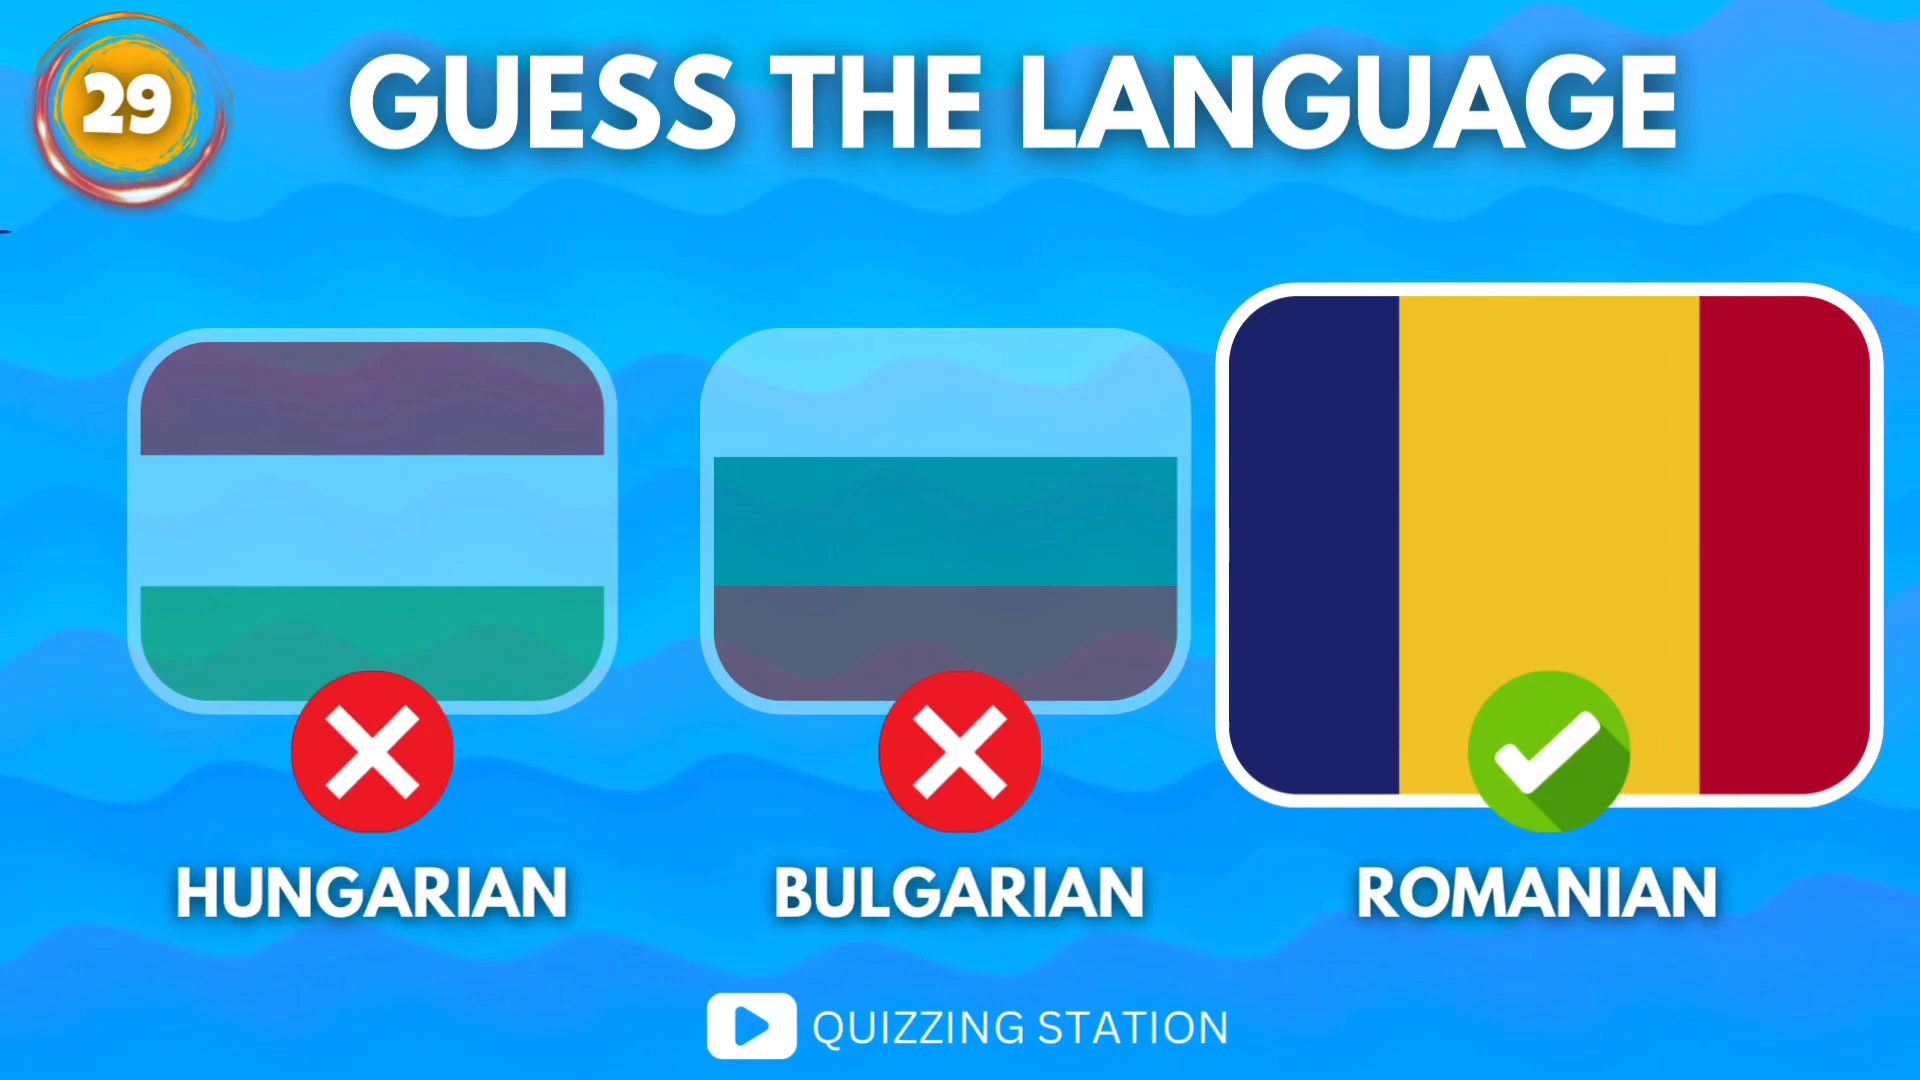 29
GUESS THE LANGUAGE
HUNGARIAN
BULGARIAN
ROMANIAN
QUIZZING STATION